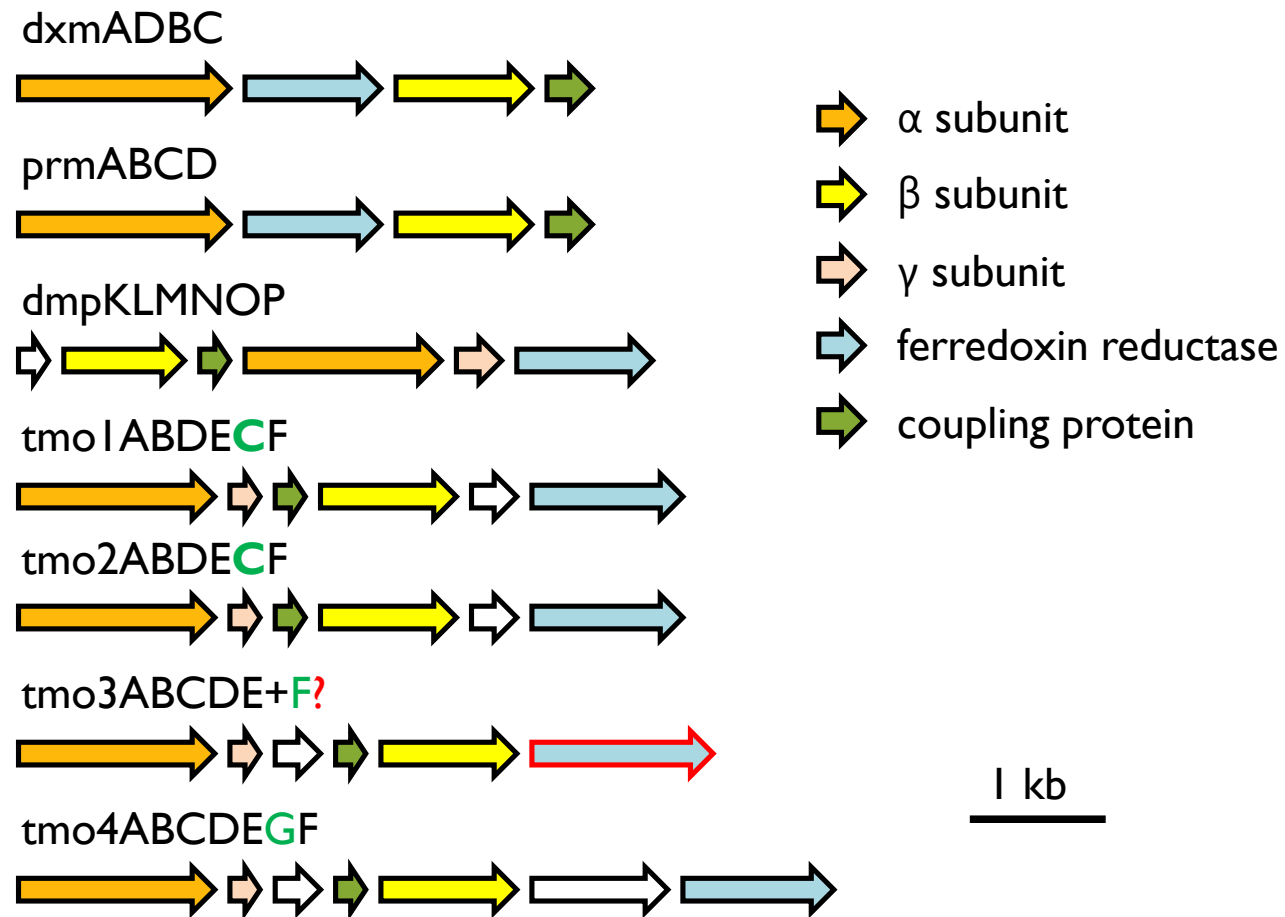 dxmADBC
prmABCD
dmpKLMNOP
tmo1ABDECF
tmo2ABDECF
tmo3ABCDE+F?
tmo4ABCDEGF
α subunit
β subunit
γ subunit
ferredoxin reductase
coupling protein
1 kb